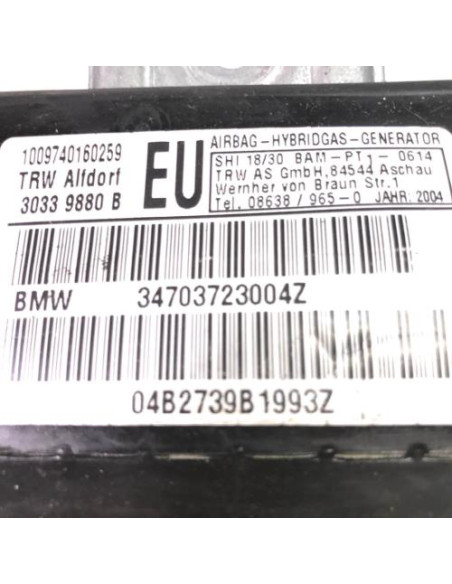 1009740160259
TRW Alfdorf
3033 9880 B
EU
AIRBAG-HYBRIDGAS-GENERATOR
SHI 18/30 BAM-PT1-0614
TRW AS GmbH,84544 Aschau
Wernher von Braun Str.1
Tel. 08638 / 965-0 JAHR: 2004
BMW 34703723004Z
04B2739B1993Z